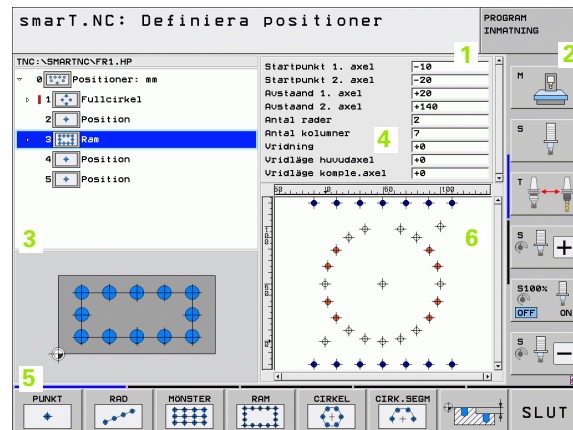 smarT.NC: Definiera positioner
PROGRAM INMATNING
1
2
TNC:\SMARTNC\FR1.HP
0 Positioner: mm
1 Fullcirkel
2 Position
3 Ram
4 Position
5 Position
3
Startpunkt 1. axel -10
Startpunkt 2. axel -20
Avstaand 1. axel +20
Avstaand 2. axel +140
Antal rader 2
Antal kolumner 7
Vridning +0
Vridläge huvudaxel +0
Vridläge komple.axel +0
4
0 50 100
6
M
S
T
S
+
S100%
OFF ON
S
−
5
PUNKT
RAD
MÖNSTER
RAM
CIRKEL
CIRK.SEGM
SLUT